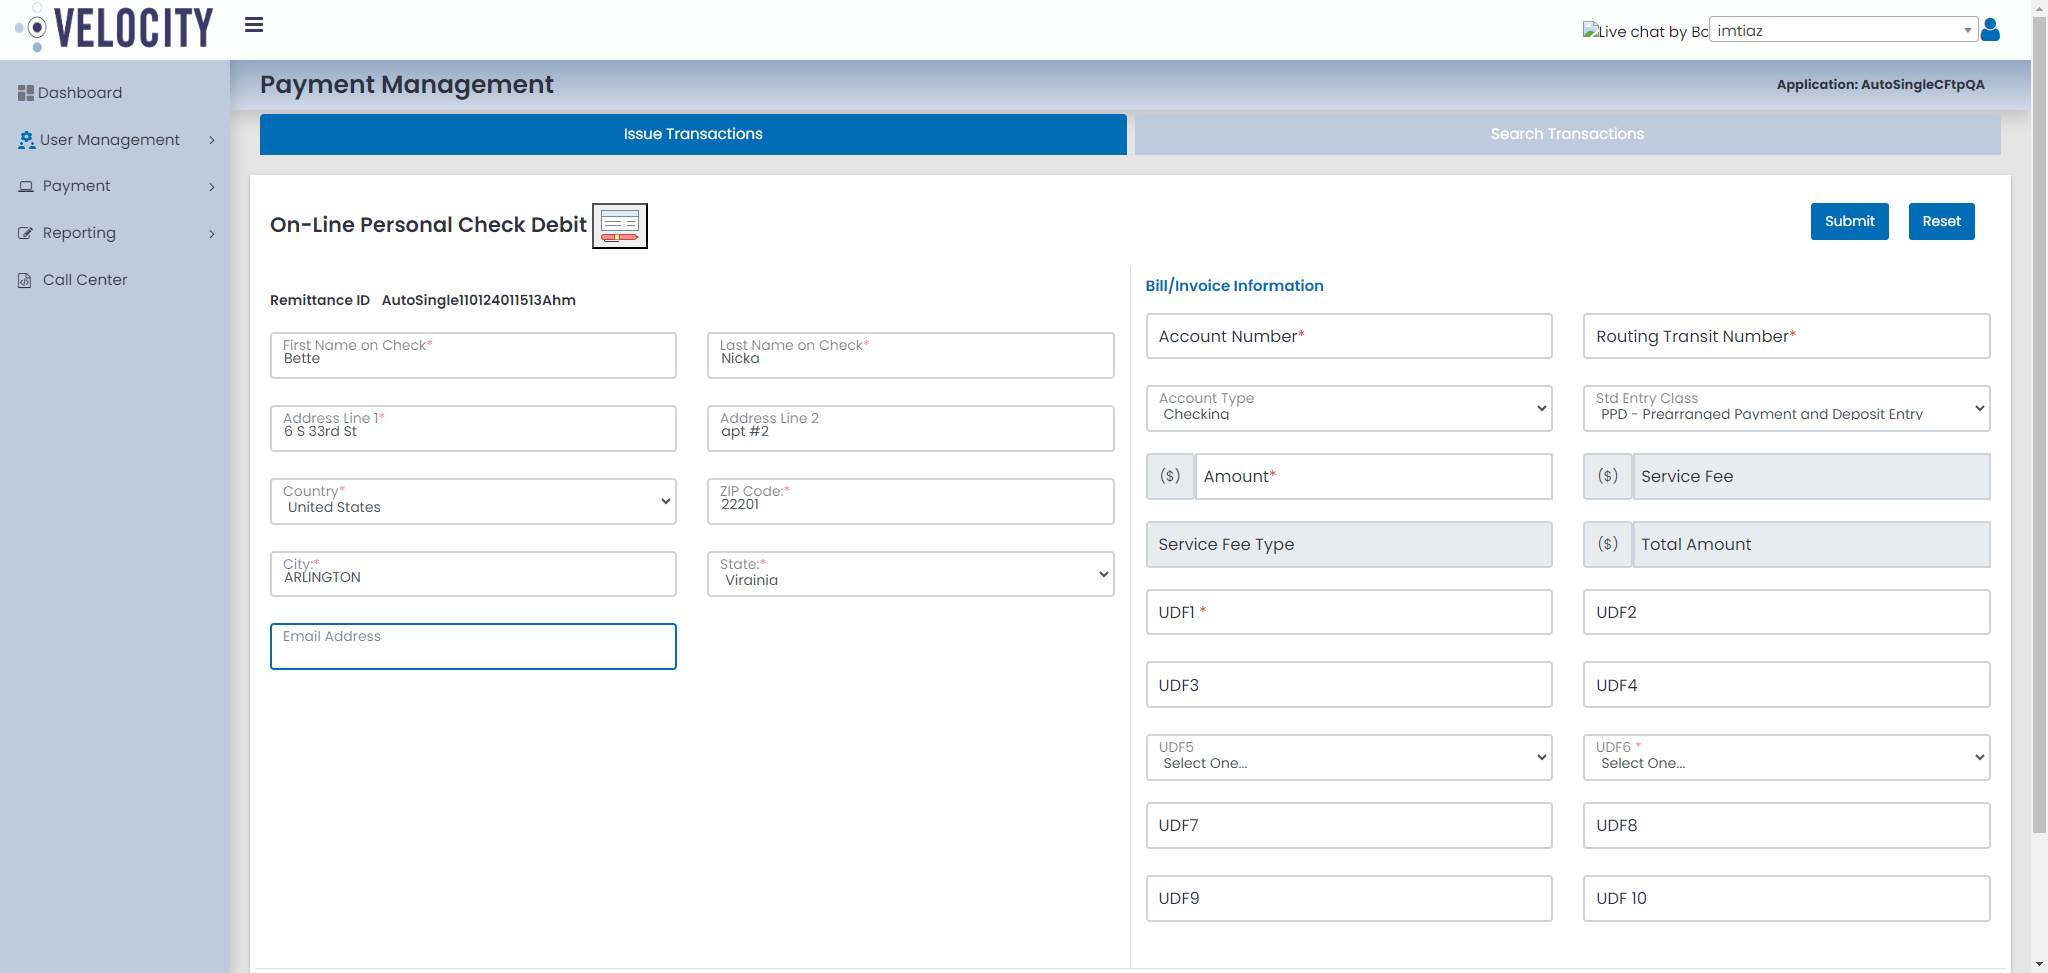 VELOCITY
Live chat by Bo
imtiaz
Dashboard
User Management
Payment
Reporting
Call Center
Payment Management
Application: AutoSingleCFtpQA
Issue Transactions
Search Transactions
On-Line Personal Check Debit
Submit
Reset
Remittance ID AutoSingle110124011513Ahm
First Name on Check*
Bette
Last Name on Check*
Nicka
Address Line 1*
6 S 33rd St
Address Line 2
apt #2
Country*
United States
ZIP Code:*
22201
City:*
ARLINGTON
State:*
Virginia
Email Address
Bill/Invoice Information
Account Number*
Routing Transit Number*
Account Type
Checking
Std Entry Class
PPD - Prearranged Payment and Deposit Entry
($) Amount*
($) Service Fee
Service Fee Type
($) Total Amount
UDF1 *
UDF2
UDF3
UDF4
UDF5
Select One...
UDF6 *
Select One...
UDF7
UDF8
UDF9
UDF 10